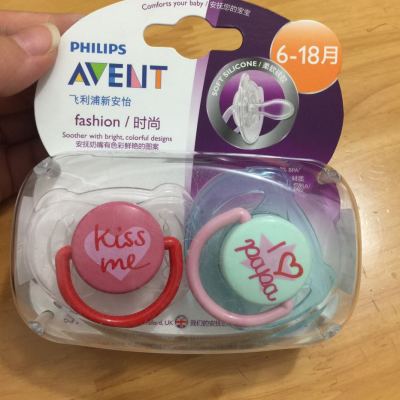 Comforts your baby / 安抚您的宝宝
PHILIPS
AVENT
飞利浦新安怡
fashion / 时尚
Soother with bright, colorful designs
安抚奶嘴有色彩鲜艳的图案
SOFT SILICONE / 柔软硅胶
6-18月
kiss
me
I
papa
UK